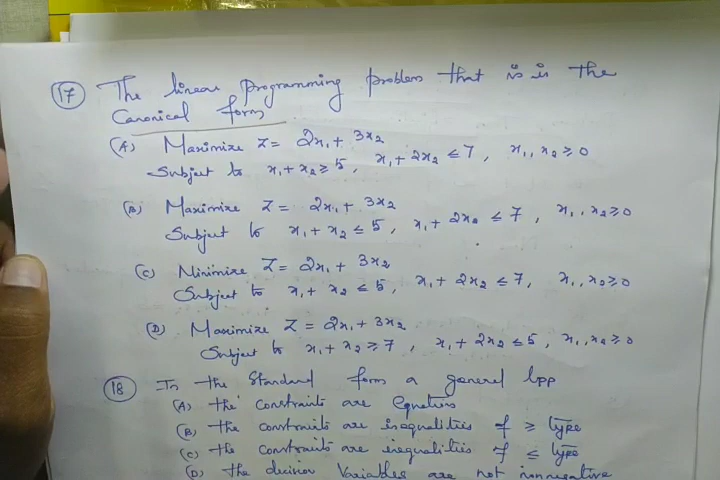 17 The linear programming problem that is is the
Canonical form
(A) Maximize Z = 2x₁ + 3x₂
Subject to x₁ + x₂ ≥ 5, x₁ + 2x₂ ≤ 7, x₁, x₂ ≥ 0
(B) Maximize Z = 2x₁ + 3x₂
Subject to x₁ + x₂ ≤ 5, x₁ + 2x₂ ≤ 7, x₁, x₂ ≥ 0
(C) Minimize Z = 2x₁ + 3x₂
Subject to x₁ + x₂ ≤ 5, x₁ + 2x₂ ≤ 7, x₁, x₂ ≥ 0
(D) Maximize Z = 2x₁ + 3x₂
Subject to x₁ + x₂ ≥ 7, x₁ + 2x₂ ≤ 5, x₁, x₂ ≥ 0
18 In the Standard form a general lpp
(A) the constraints are equations
(B) the constraints are inequalities of ≥ type
(C) the constraints are inequalities of ≤ type
(D) the decision variables are not nonnegative